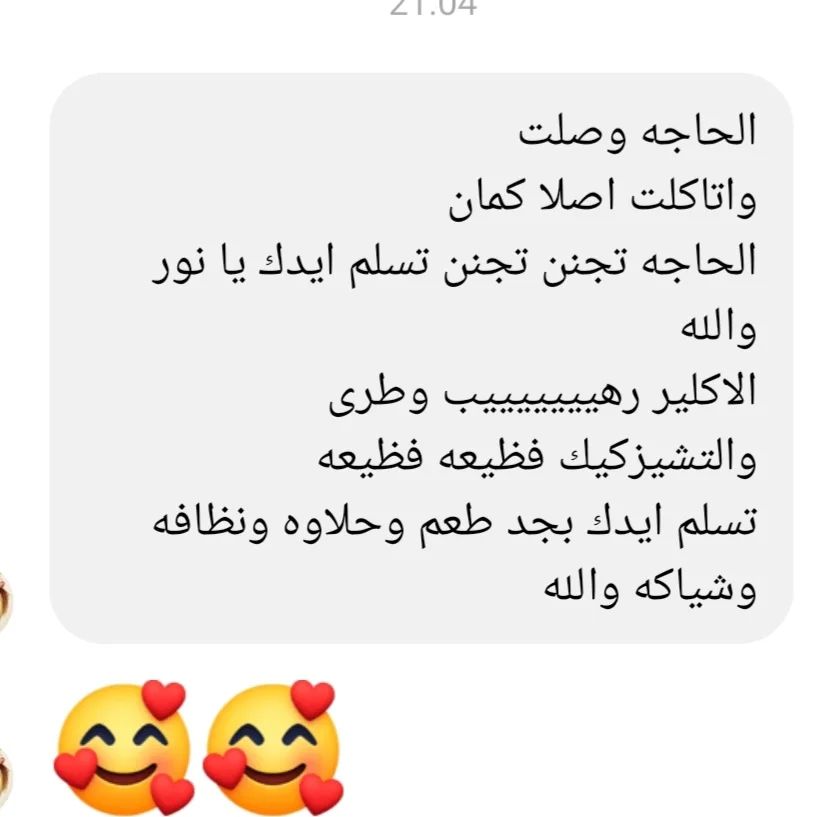 21:04
الحاجه وصلت
واتاكلت اصلا كمان
الحاجه تجنن تجنن تسلم ايدك يا نور
والله
الاكلير رهيييييييب وطرى
والتشيزكيك فظيعه فظيعه
تسلم ايدك بجد طعم وحلاوه ونظافه
وشياكه والله